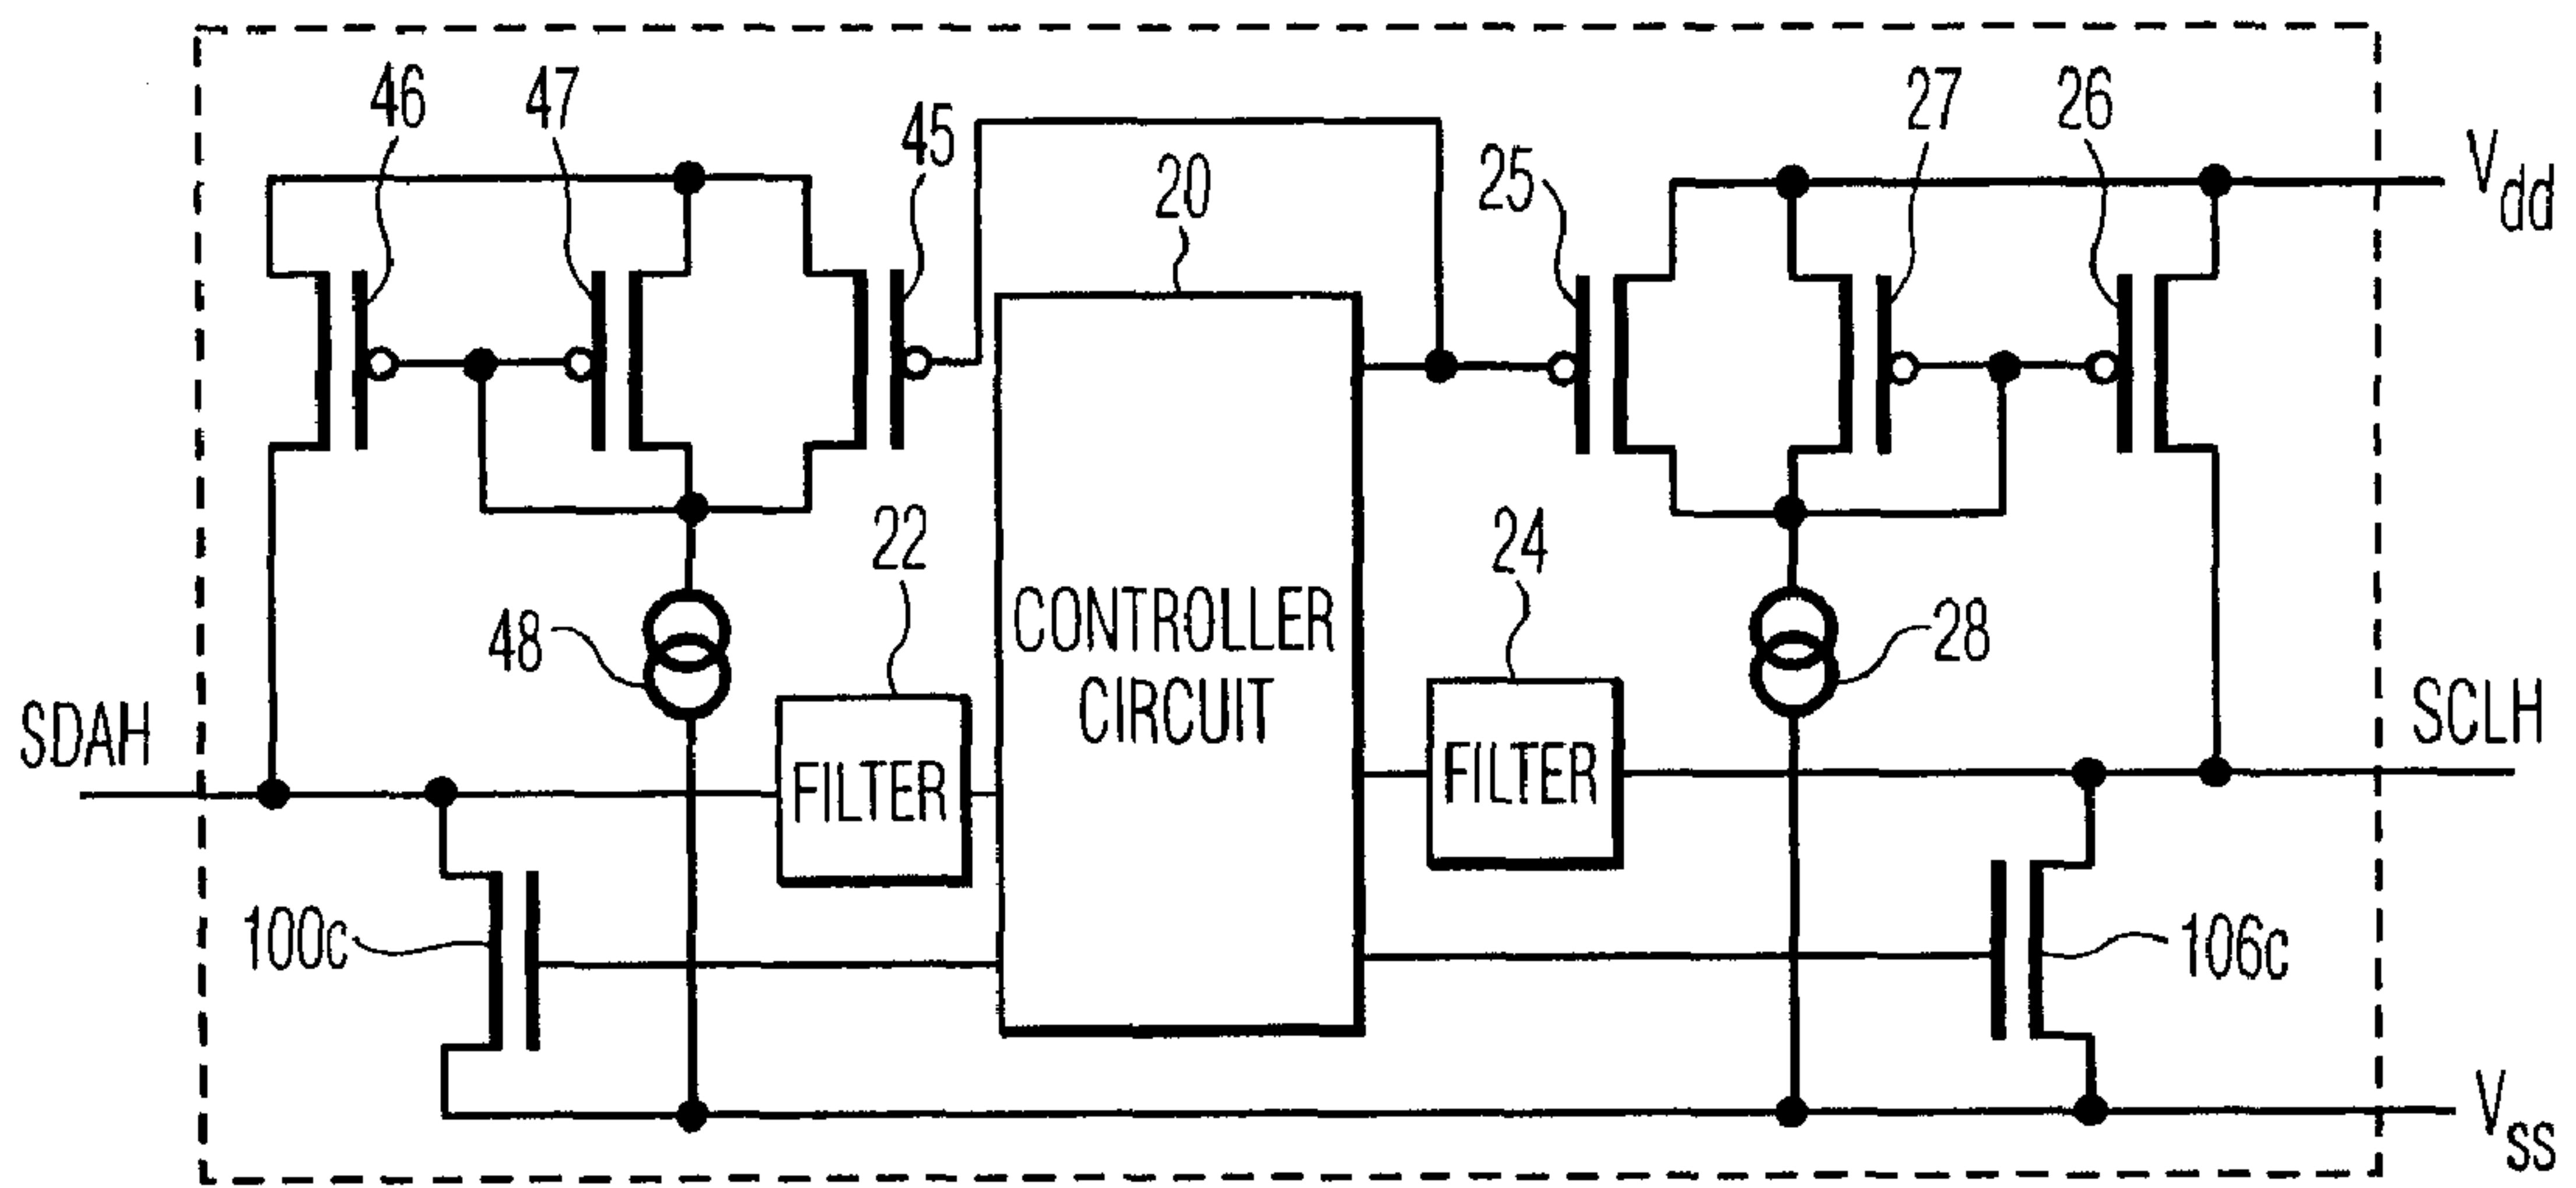 46
47
45
20
25
27
26
Vdd
22
24
48
28
CONTROLLER
CIRCUIT
SDAH
FILTER
FILTER
SCLH
100c
106c
Vss